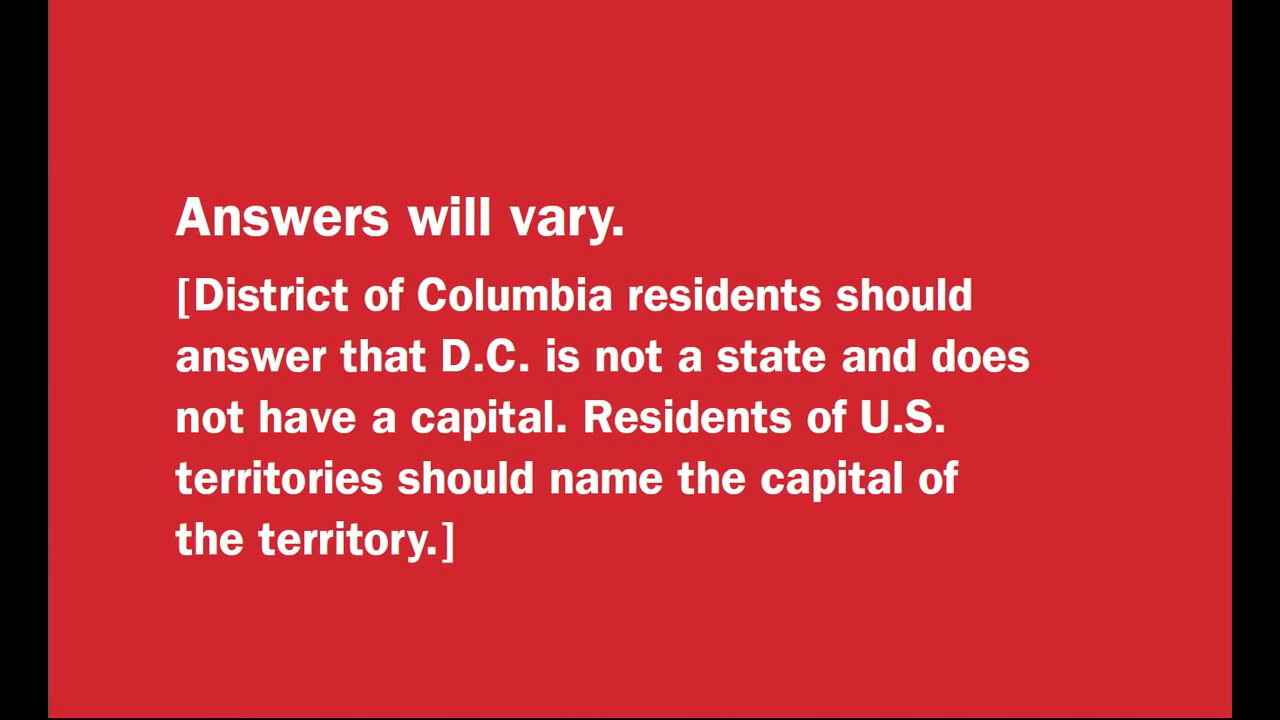 Answers will vary.
[District of Columbia residents should
answer that D.C. is not a state and does
not have a capital. Residents of U.S.
territories should name the capital of
the territory.]